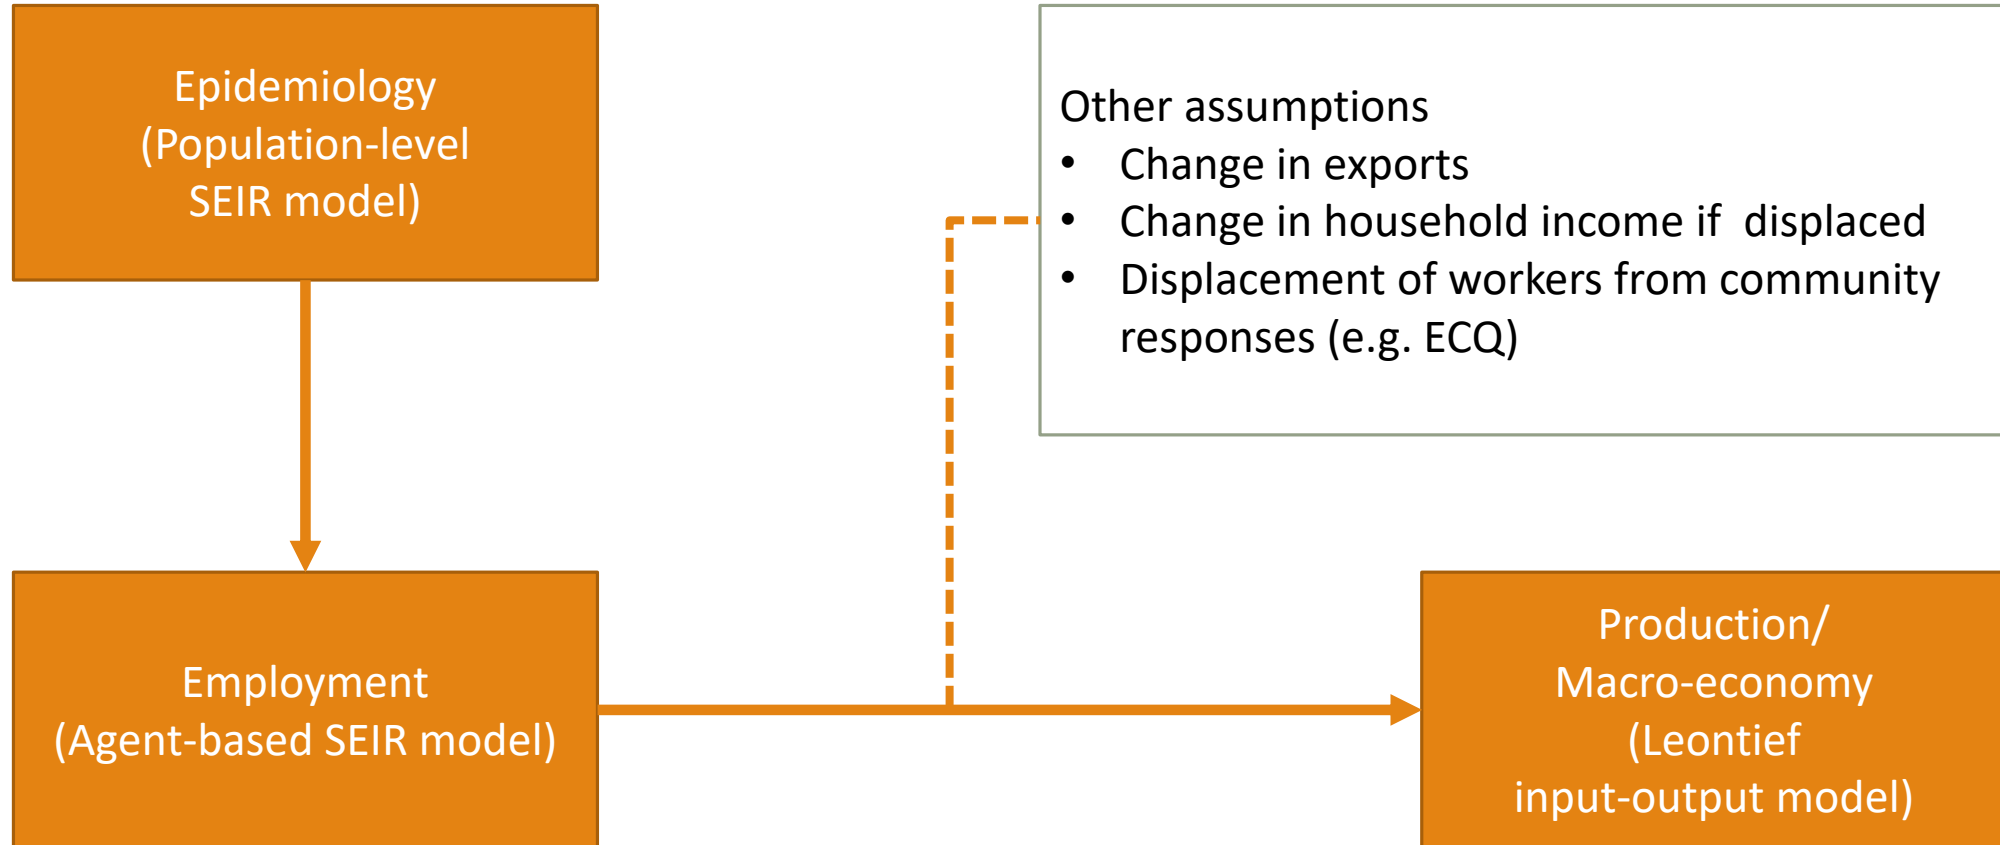 Epidemiology
(Population-level
SEIR model)
Other assumptions
• Change in exports
• Change in household income if  displaced
• Displacement of workers from community
responses (e.g. ECQ)
Employment
(Agent-based SEIR model)
Production/
Macro-economy
(Leontief
input-output model)